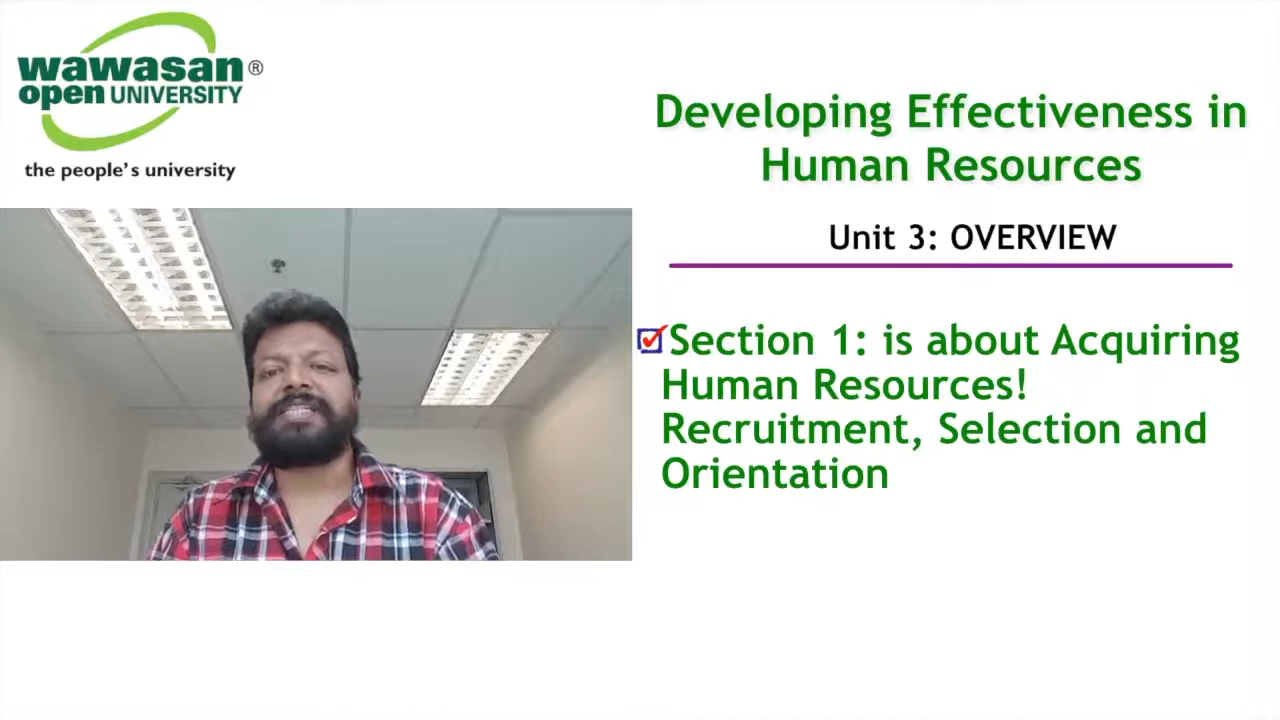 wawasan®
open UNIVERSITY
the people's university
Developing Effectiveness in
Human Resources
Unit 3: OVERVIEW
Section 1: is about Acquiring
Human Resources!
Recruitment, Selection and
Orientation